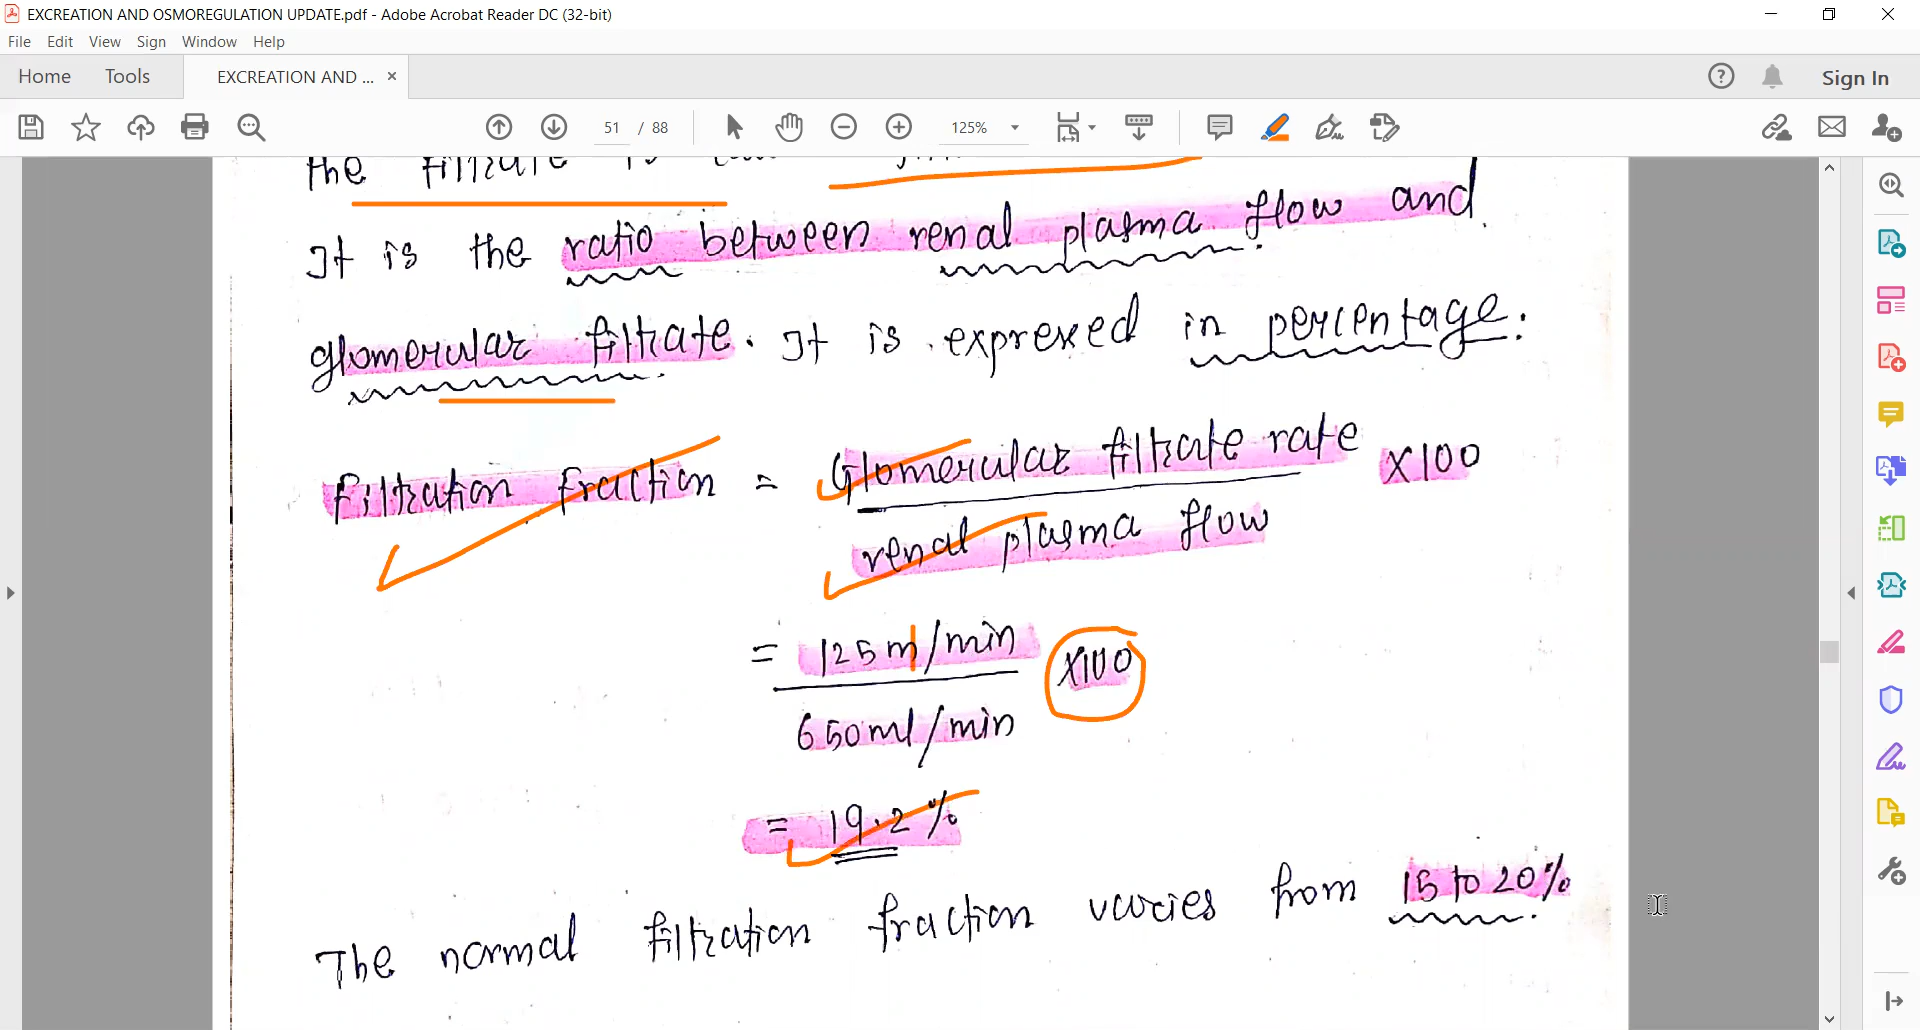 EXCREATION AND OSMOREGULATION UPDATE.pdf - Adobe Acrobat Reader DC (32-bit)
File Edit View Sign Window Help
Home Tools EXCREATION AND ... × Sign In
51 / 88 125%
the filtrate is
It is the ratio between renal plasma flow and
glomerular filtrate. It is expressed in percentage.
Filtration fraction = Glomerular filtrate rate X100
renal plasma flow
= 125ml/min X100
650ml/min
= 19.2%
The normal filtration fraction varies from 15 to 20%